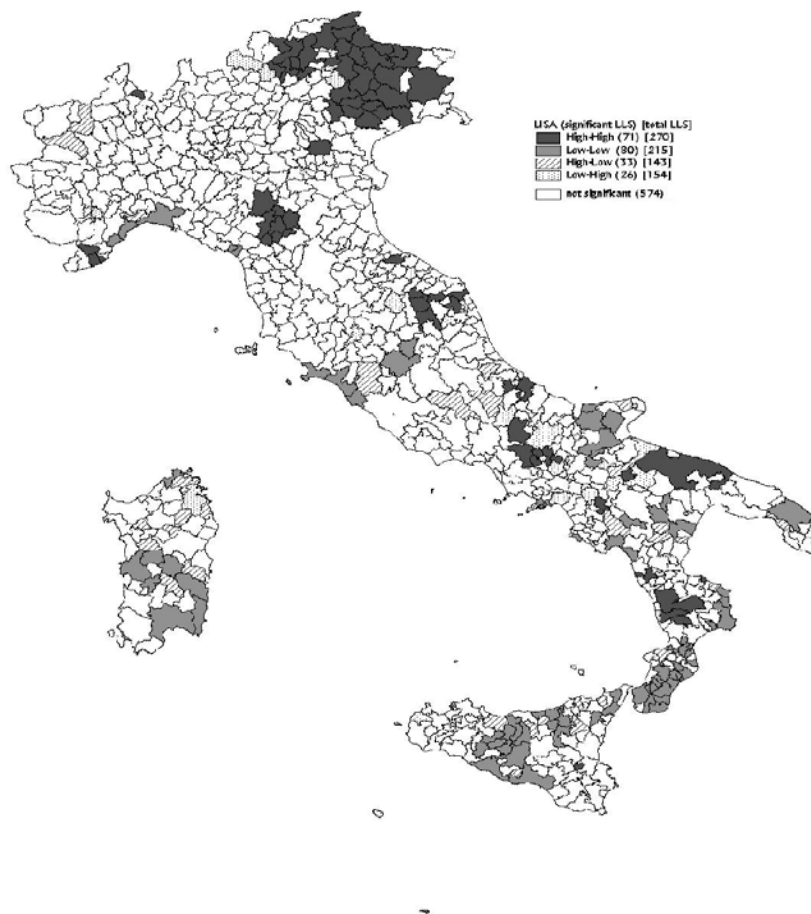 LISA (significant LLS) [total LLS]
High-High (71) [270]
Low-Low (80) [215]
High-Low (33) [143]
Low-High (26) [154]
not significant (574)